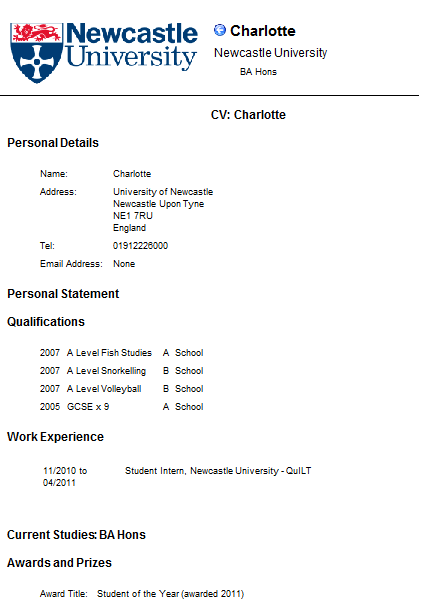 Newcastle
University
Charlotte
Newcastle University
BA Hons
CV: Charlotte
Personal Details
Name: Charlotte
Address: University of Newcastle
Newcastle Upon Tyne
NE1 7RU
England
Tel: 01912226000
Email Address: None
Personal Statement
Qualifications
2007 A Level Fish Studies A School
2007 A Level Snorkelling B School
2007 A Level Volleyball B School
2005 GCSE x 9 A School
Work Experience
11/2010 to Student Intern, Newcastle University - QuILT
04/2011
Current Studies: BA Hons
Awards and Prizes
Award Title: Student of the Year (awarded 2011)